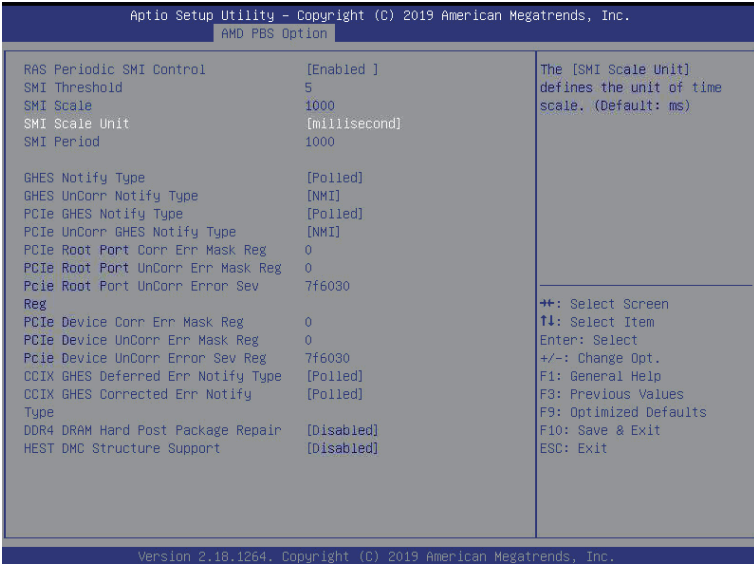 Aptio Setup Utility – Copyright (C) 2019 American Megatrends, Inc.
AMD PBS Option
RAS Periodic SMI Control [Enabled ]
SMI Threshold 5
SMI Scale 1000
SMI Scale Unit [millisecond]
SMI Period 1000
GHES Notify Type [Polled]
GHES UnCorr Notify Type [NMI]
PCIe GHES Notify Type [Polled]
PCIe UnCorr GHES Notify Type [NMI]
PCIe Root Port Corr Err Mask Reg 0
PCIe Root Port UnCorr Err Mask Reg 0
Pcie Root Port UnCorr Error Sev 7f6030
Reg
PCIe Device Corr Err Mask Reg 0
PCIe Device UnCorr Err Mask Reg 0
Pcie Device UnCorr Error Sev Reg 7f6030
CCIX GHES Deferred Err Notify Type [Polled]
CCIX GHES Corrected Err Notify [Polled]
Type
DDR4 DRAM Hard Post Package Repair [Disabled]
HEST DMC Structure Support [Disabled]
The [SMI Scale Unit]
defines the unit of time
scale. (Default: ms)
→←: Select Screen
↑↓: Select Item
Enter: Select
+/-: Change Opt.
F1: General Help
F3: Previous Values
F9: Optimized Defaults
F10: Save & Exit
ESC: Exit
Version 2.18.1264. Copyright (C) 2019 American Megatrends, Inc.